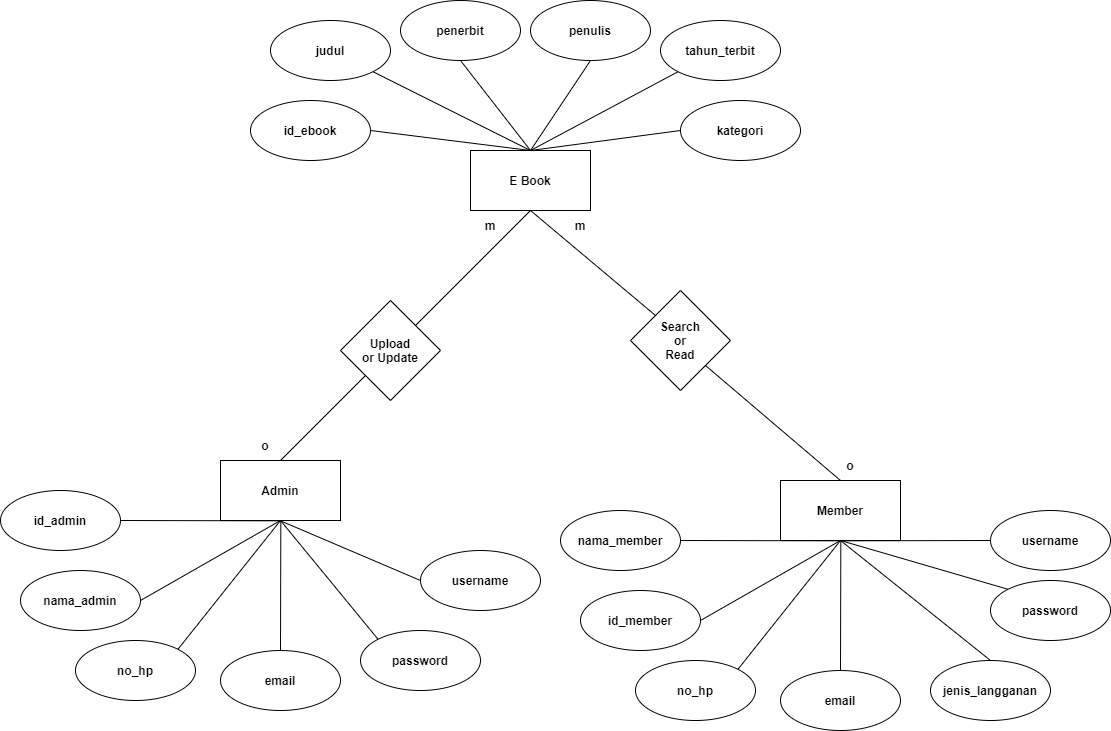 penerbit
penulis
judul
tahun_terbit
id_ebook
kategori
E Book
m
m
Upload
or Update
Search
or
Read
o
o
Admin
Member
id_admin
nama_admin
no_hp
email
password
username
nama_member
id_member
no_hp
email
jenis_langganan
password
username